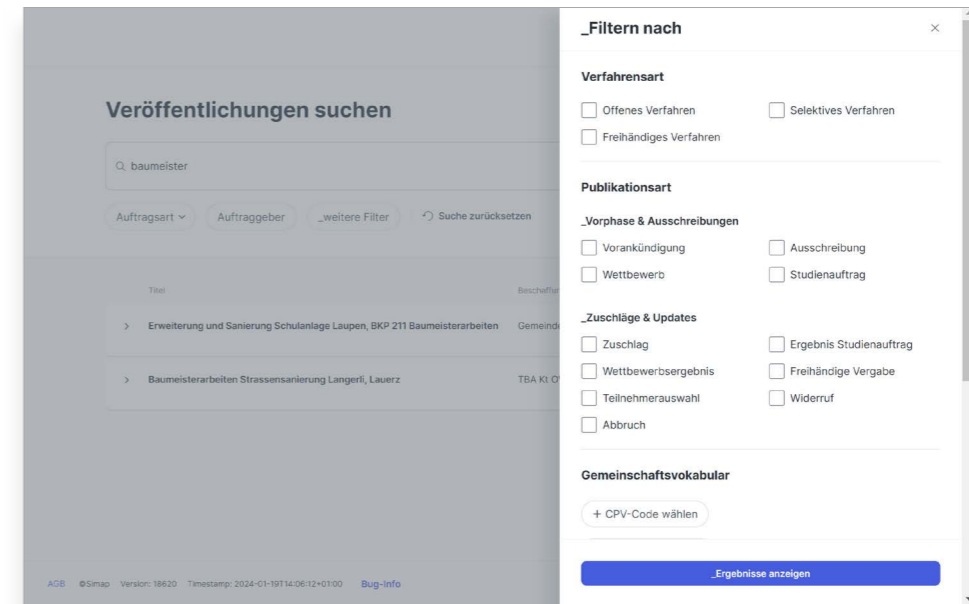 Veröffentlichungen suchen
baumeister
Auftragsart
Auftraggeber
_weitere Filter
Suche zurücksetzen
Titel
Erweiterung und Sanierung Schulanlage Laupen, BKP 211 Baumeisterarbeiten
Gemeinde
Baumeisterarbeiten Strassensanierung Langerli, Lauerz
TBA Kt.
AGB ©Simap Version: 18620 Timestamp: 2024-01-19T14:06:12+01:00 Bug-Info
_Filtern nach
Verfahrensart
Offenes Verfahren
Selektives Verfahren
Freihändiges Verfahren
Publikationsart
_Vorphase & Ausschreibungen
Vorankündigung
Ausschreibung
Wettbewerb
Studienauftrag
_Zuschläge & Updates
Zuschlag
Ergebnis Studienauftrag
Wettbewerbsergebnis
Freihändige Vergabe
Teilnehmerauswahl
Widerruf
Abbruch
Gemeinschaftsvokabular
+ CPV-Code wählen
_Ergebnisse anzeigen